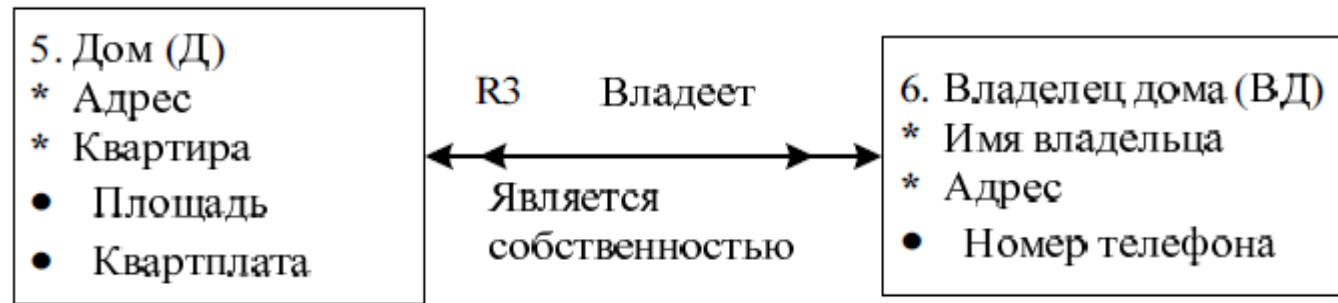 5. Дом (Д)
* Адрес
* Квартира
● Площадь
● Квартплата
R3 Владеет
Является
собственностью
6. Владелец дома (ВД)
* Имя владельца
* Адрес
● Номер телефона